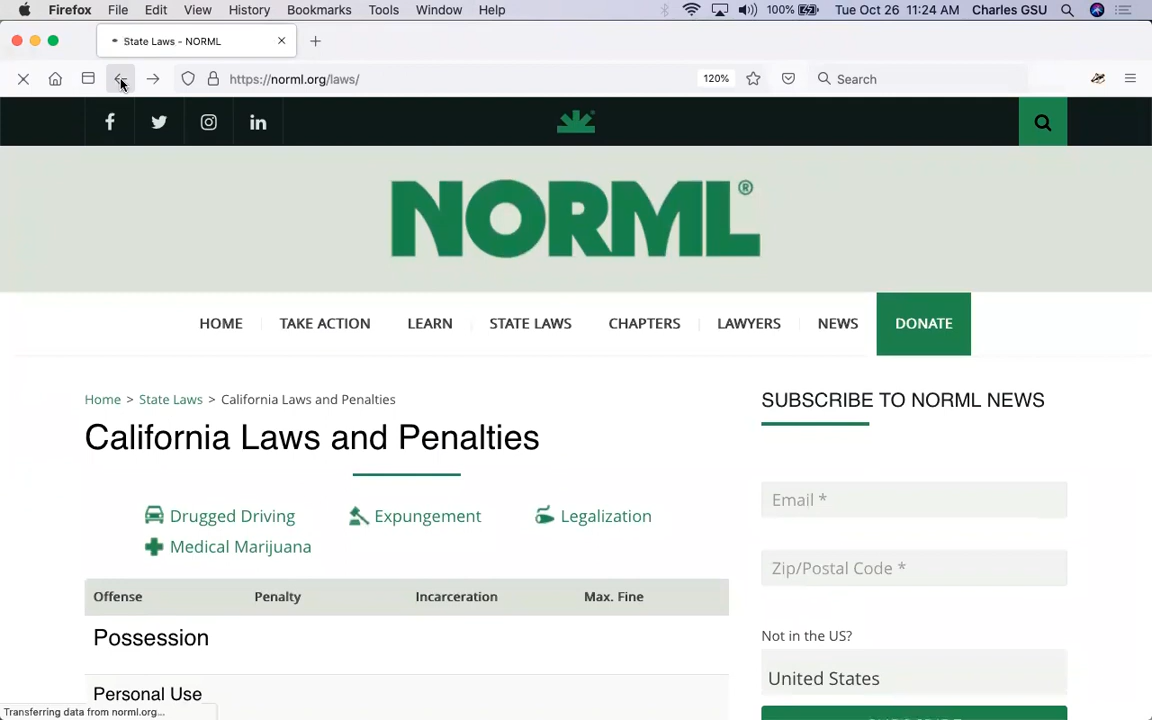 Firefox File Edit View History Bookmarks Tools Window Help 100% Tue Oct 26 11:24 AM Charles GSU
State Laws - NORML
https://norml.org/laws/ 120% Search
NORML®
HOME TAKE ACTION LEARN STATE LAWS CHAPTERS LAWYERS NEWS DONATE
Home > State Laws > California Laws and Penalties
California Laws and Penalties
Drugged Driving Expungement Legalization
Medical Marijuana
Offense Penalty Incarceration Max. Fine
Possession
Personal Use
SUBSCRIBE TO NORML NEWS
Email *
Zip/Postal Code *
Not in the US?
United States
Transferring data from norml.org...